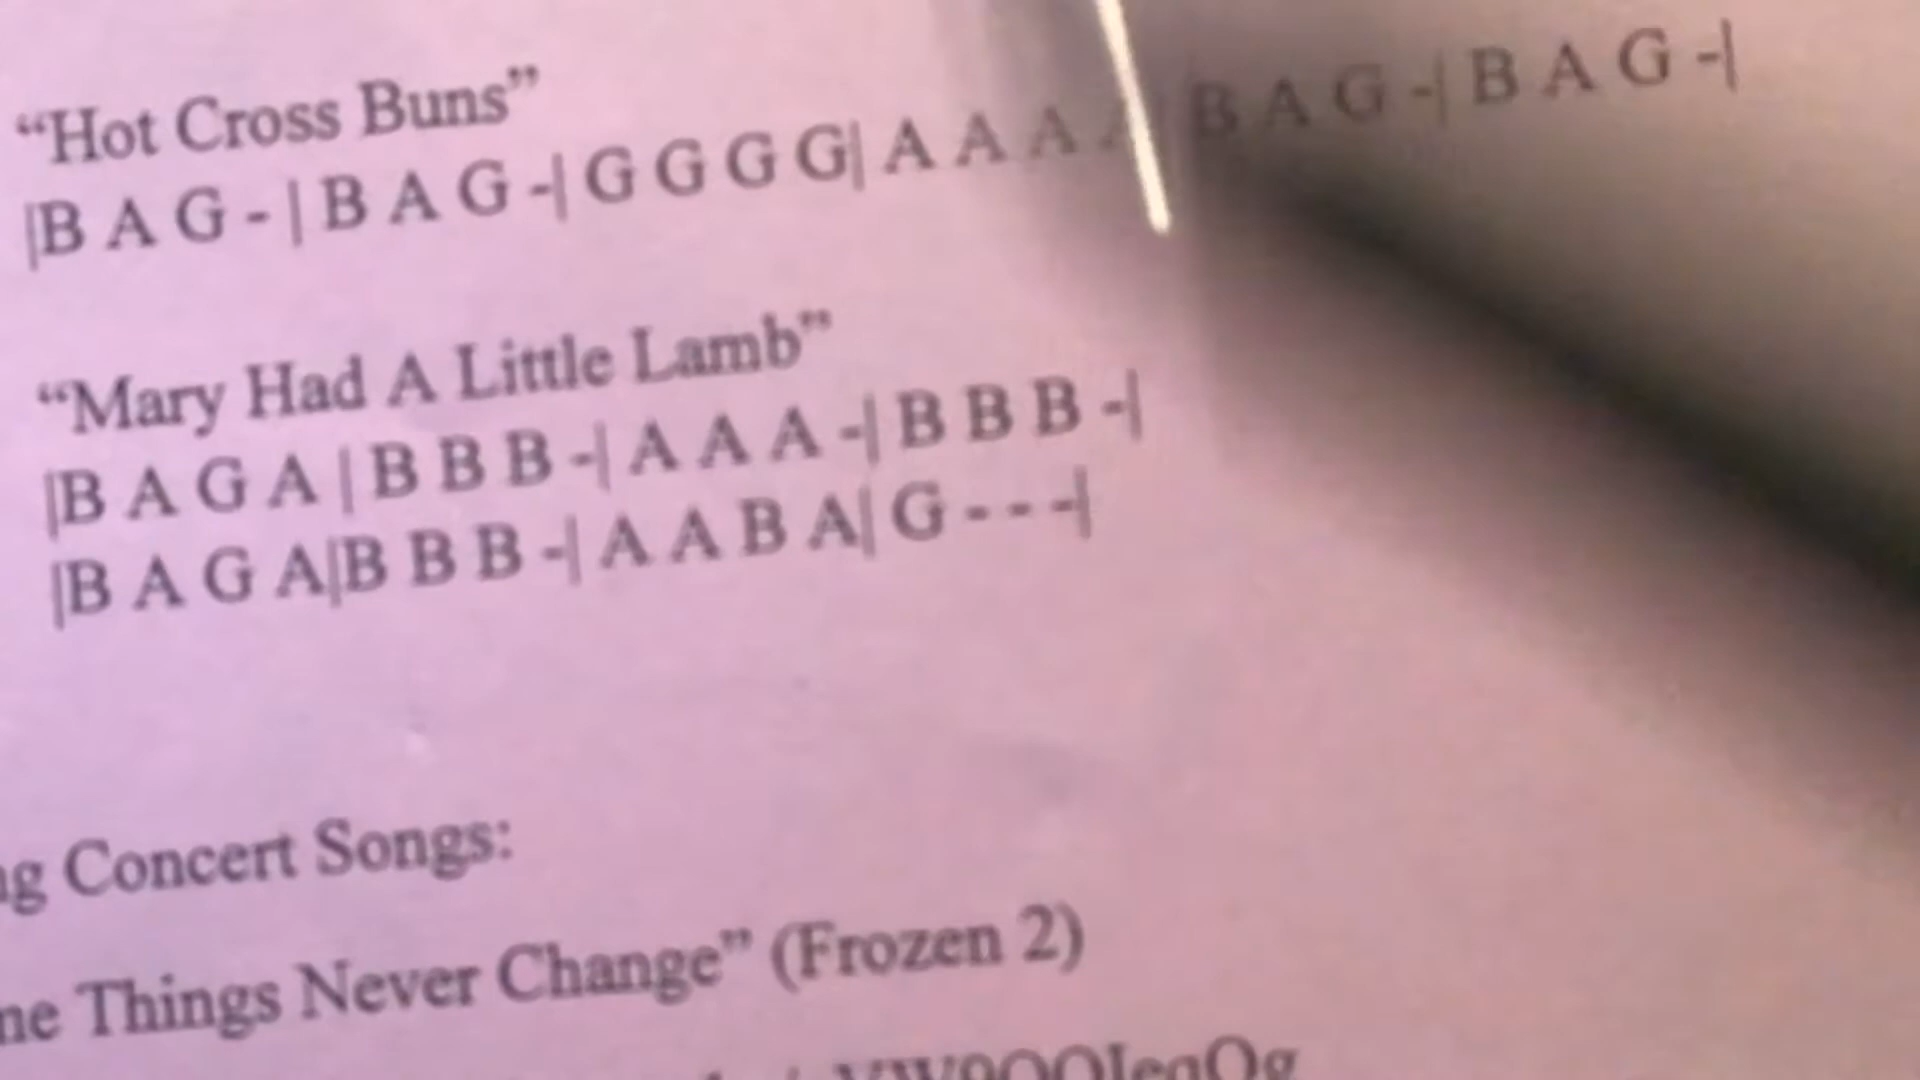 “Hot Cross Buns”
|B A G - | B A G -| G G G G| A A A A| B A G -| B A G -|
“Mary Had A Little Lamb”
|B A G A | B B B -| A A A -| B B B -|
|B A G A|B B B -| A A B A| G - - -|
Concert Songs:
Things Never Change” (Frozen 2)